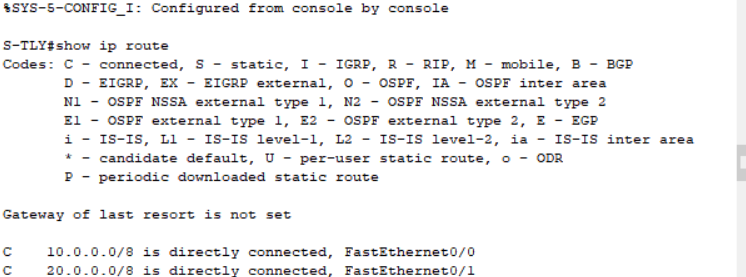 %SYS-5-CONFIG_I: Configured from console by console
S-TLY#show ip route
Codes: C - connected, S - static, I - IGRP, R - RIP, M - mobile, B - BGP
D - EIGRP, EX - EIGRP external, O - OSPF, IA - OSPF inter area
N1 - OSPF NSSA external type 1, N2 - OSPF NSSA external type 2
E1 - OSPF external type 1, E2 - OSPF external type 2, E - EGP
i - IS-IS, L1 - IS-IS level-1, L2 - IS-IS level-2, ia - IS-IS inter area
* - candidate default, U - per-user static route, o - ODR
P - periodic downloaded static route
Gateway of last resort is not set
C 10.0.0.0/8 is directly connected, FastEthernet0/0
C 20.0.0.0/8 is directly connected, FastEthernet0/1